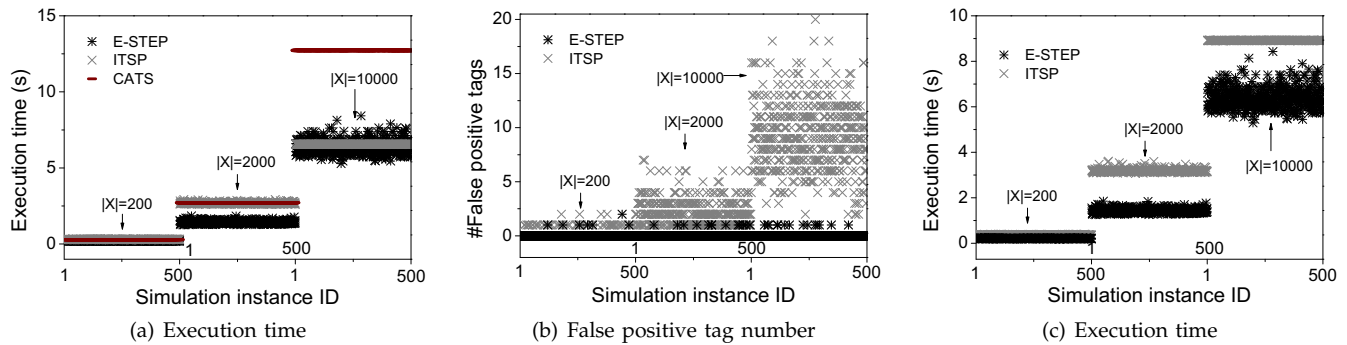 15
10
5
0
Execution time (s)
E-STEP
ITSP
CATS
|X|=10000
|X|=2000
|X|=200
1
500
1
500
1
500
Simulation instance ID
(a) Execution time
20
15
10
5
0
#False positive tags
E-STEP
ITSP
|X|=10000
|X|=2000
|X|=200
1
500
1
500
1
500
Simulation instance ID
(b) False positive tag number
10
8
6
4
2
0
Execution time (s)
E-STEP
ITSP
|X|=2000
|X|=10000
|X|=200
1
500
1
500
1
500
Simulation instance ID
(c) Execution time